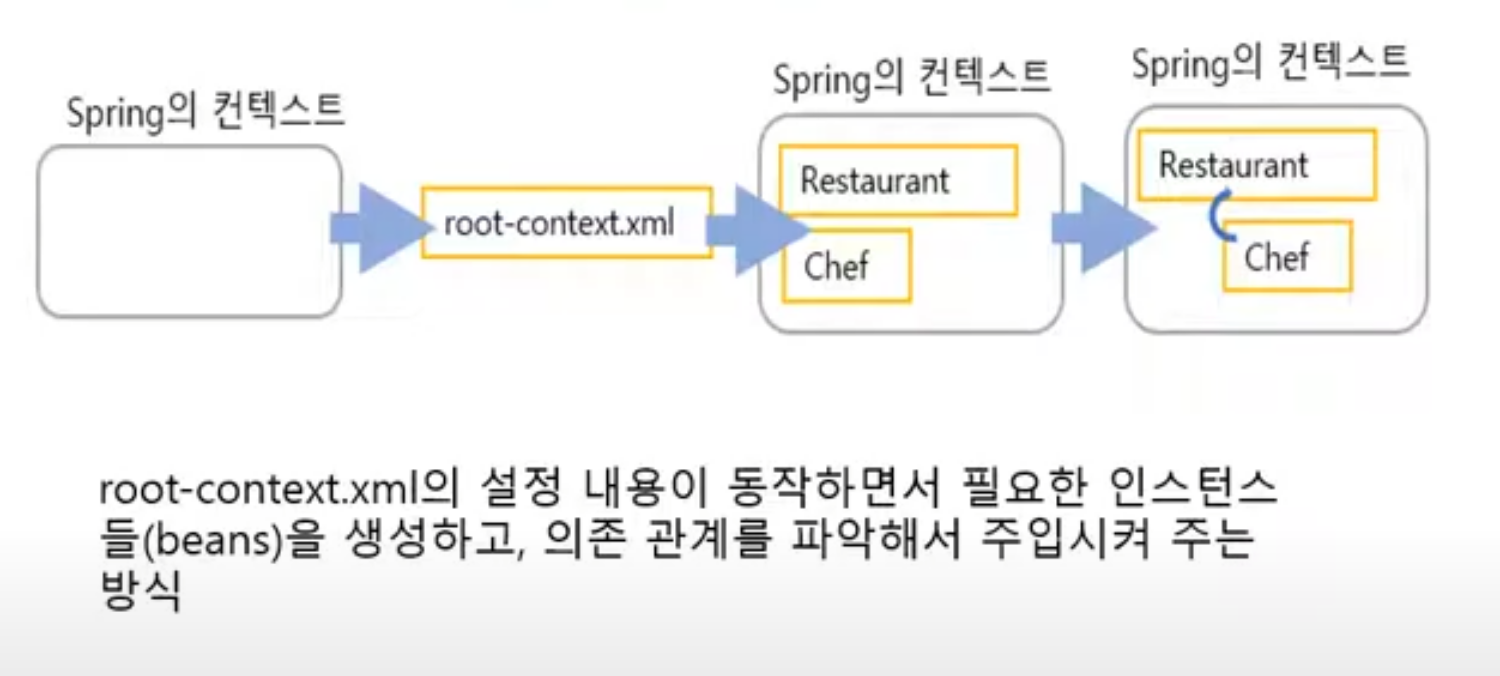 Spring의 컨텍스트
root-context.xml
Spring의 컨텍스트
Restaurant
Chef
Spring의 컨텍스트
Restaurant
Chef
root-context.xml의 설정 내용이 동작하면서 필요한 인스턴스
들(beans)을 생성하고, 의존 관계를 파악해서 주입시켜 주는
방식